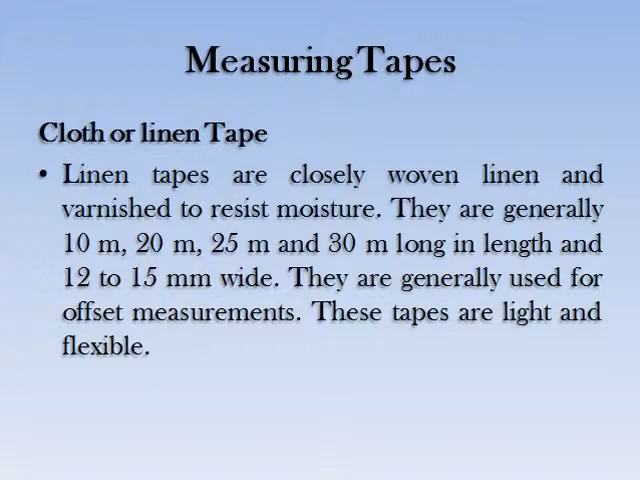 Measuring Tapes
Cloth or linen Tape
• Linen tapes are closely woven linen and
varnished to resist moisture. They are generally
10 m, 20 m, 25 m and 30 m long in length and
12 to 15 mm wide. They are generally used for
offset measurements. These tapes are light and
flexible.